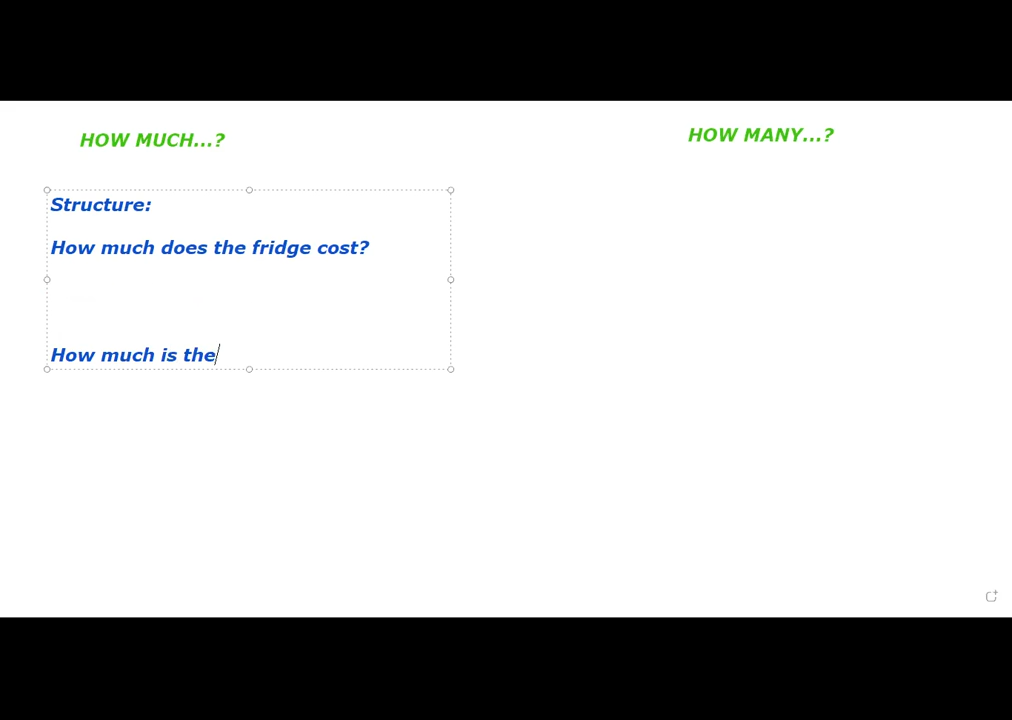 HOW MUCH...?
HOW MANY...?
Structure:
How much does the fridge cost?
How much is the